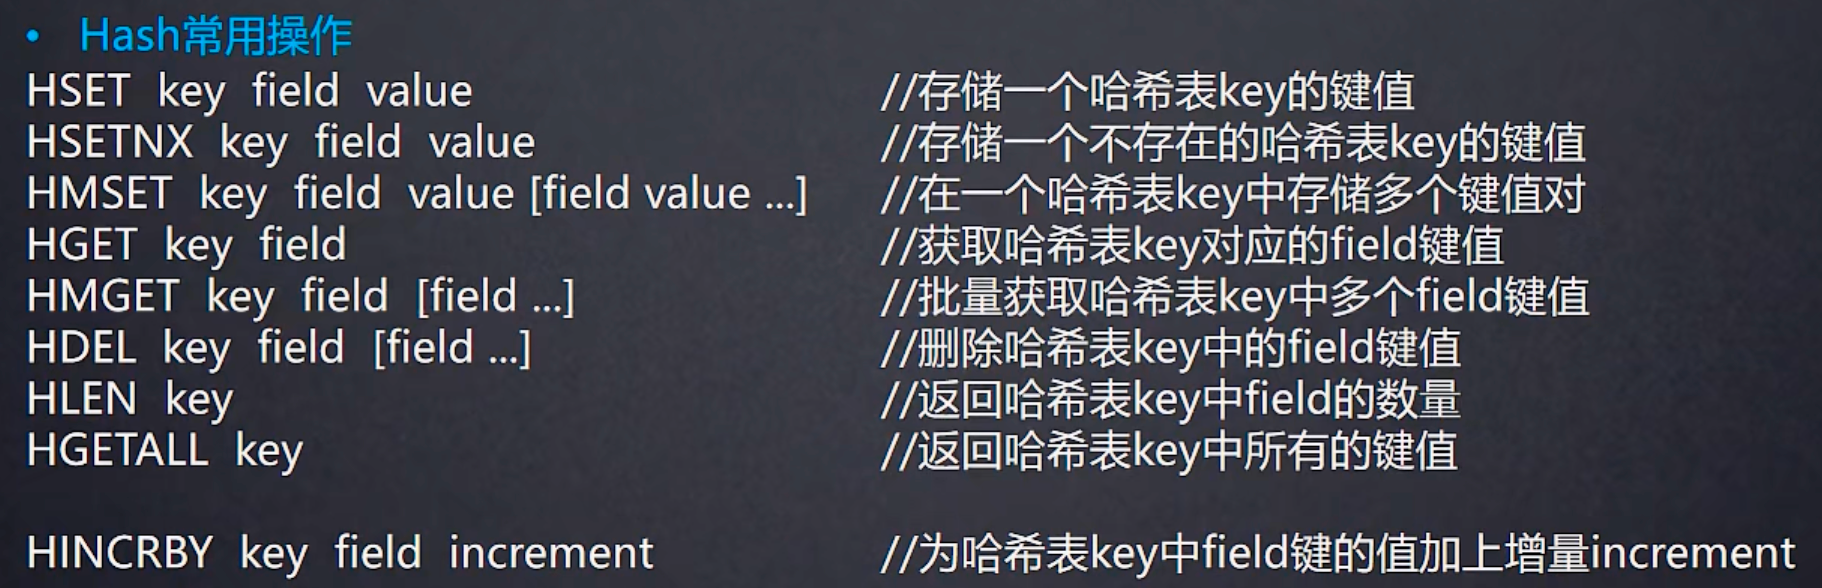 • Hash常用操作
HSET key field value //存储一个哈希表key的键值
HSETNX key field value //存储一个不存在的哈希表key的键值
HMSET key field value [field value ...] //在一个哈希表key中存储多个键值对
HGET key field //获取哈希表key对应的field键值
HMGET key field [field ...] //批量获取哈希表key中多个field键值
HDEL key field [field ...] //删除哈希表key中的field键值
HLEN key //返回哈希表key中field的数量
HGETALL key //返回哈希表key中所有的键值
HINCRBY key field increment //为哈希表key中field键的值加上增量increment